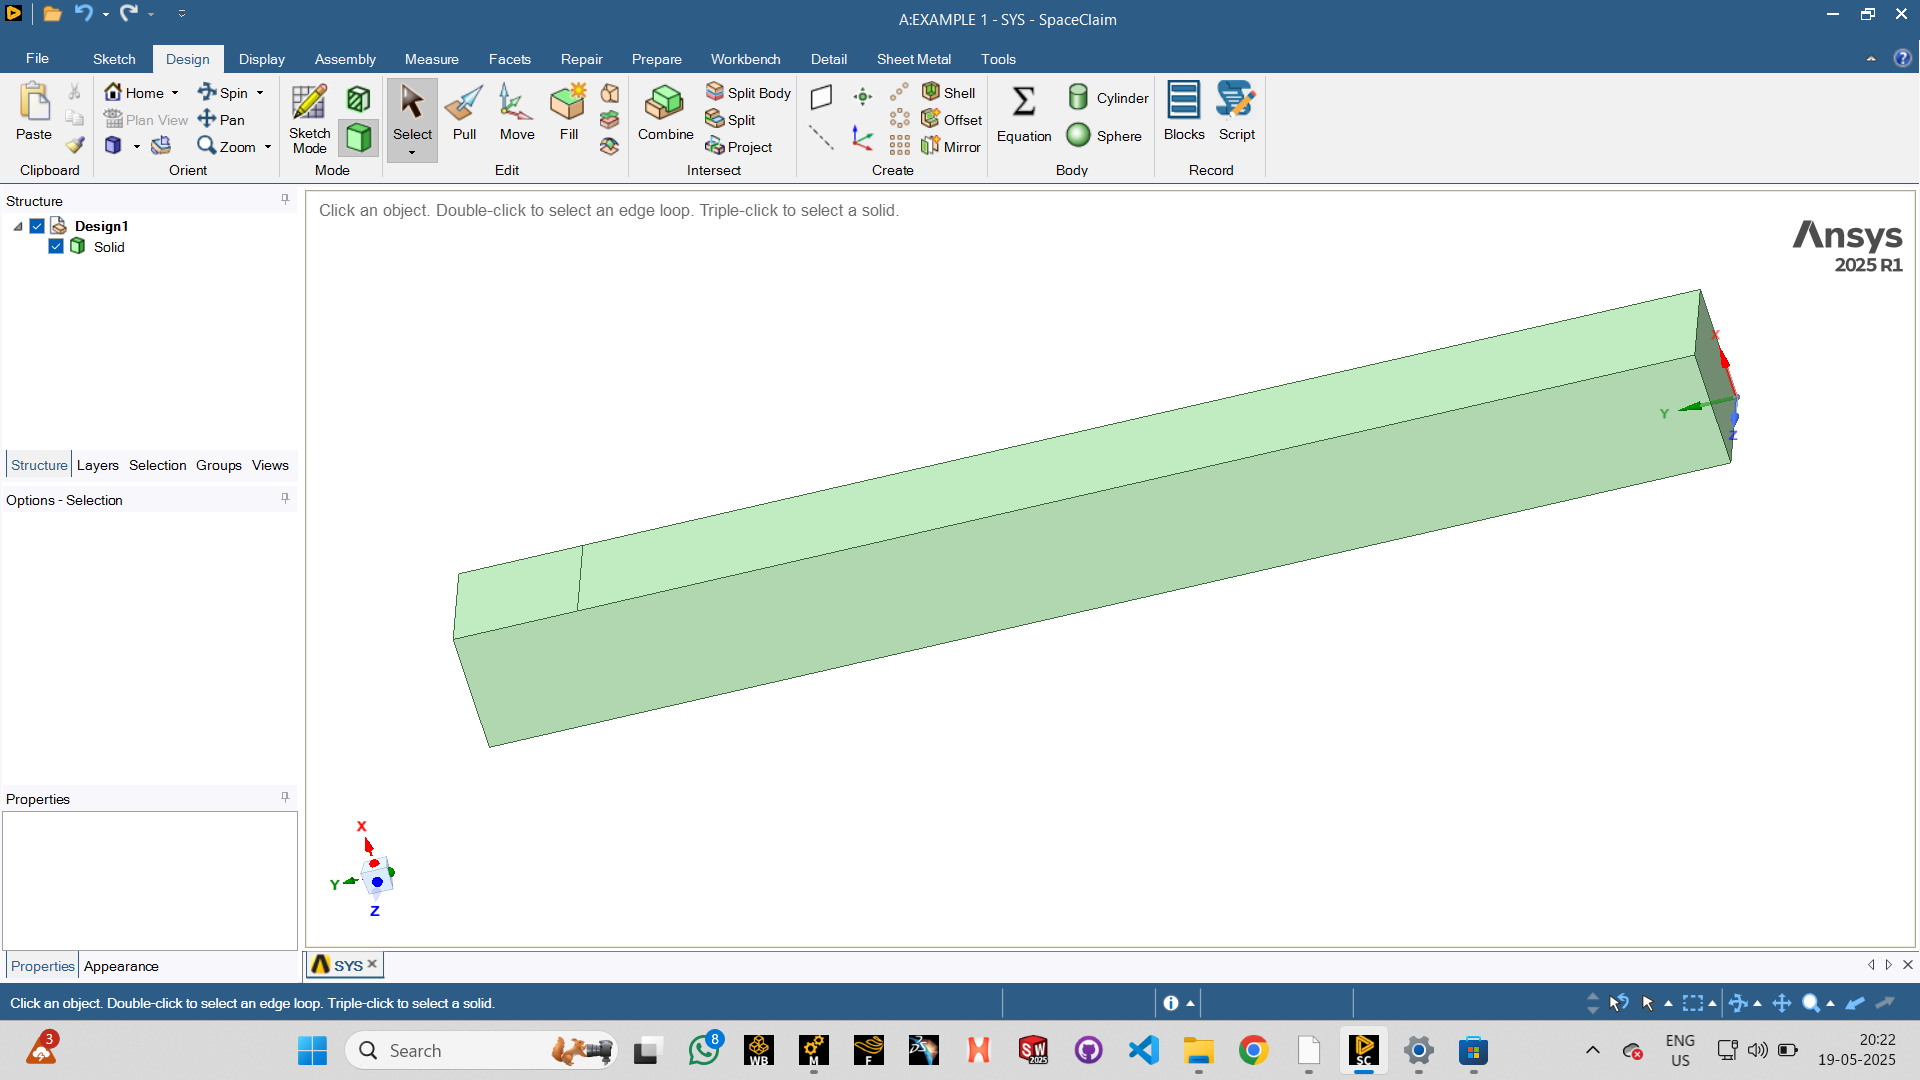 A:EXAMPLE 1 - SYS - SpaceClaim
File Sketch Design Display Assembly Measure Facets Repair Prepare Workbench Detail Sheet Metal Tools
Paste
Clipboard
Home Spin
Plan View Pan
Zoom
Orient
Sketch Mode
Mode
Select Pull Move Fill
Edit
Combine
Split Body
Split
Project
Intersect
Shell
Offset
Mirror
Create
Equation
Cylinder
Sphere
Body
Blocks Script
Record
Structure
Design1
Solid
Structure Layers Selection Groups Views
Options - Selection
Properties
Properties Appearance
Click an object. Double-click to select an edge loop. Triple-click to select a solid.
Ansys
2025 R1
X
Y
Z
X
Y
Z
SYS
Click an object. Double-click to select an edge loop. Triple-click to select a solid.
3
Search
8
WB
M
F
SW
2025
SC
ENG
US
20:22
19-05-2025